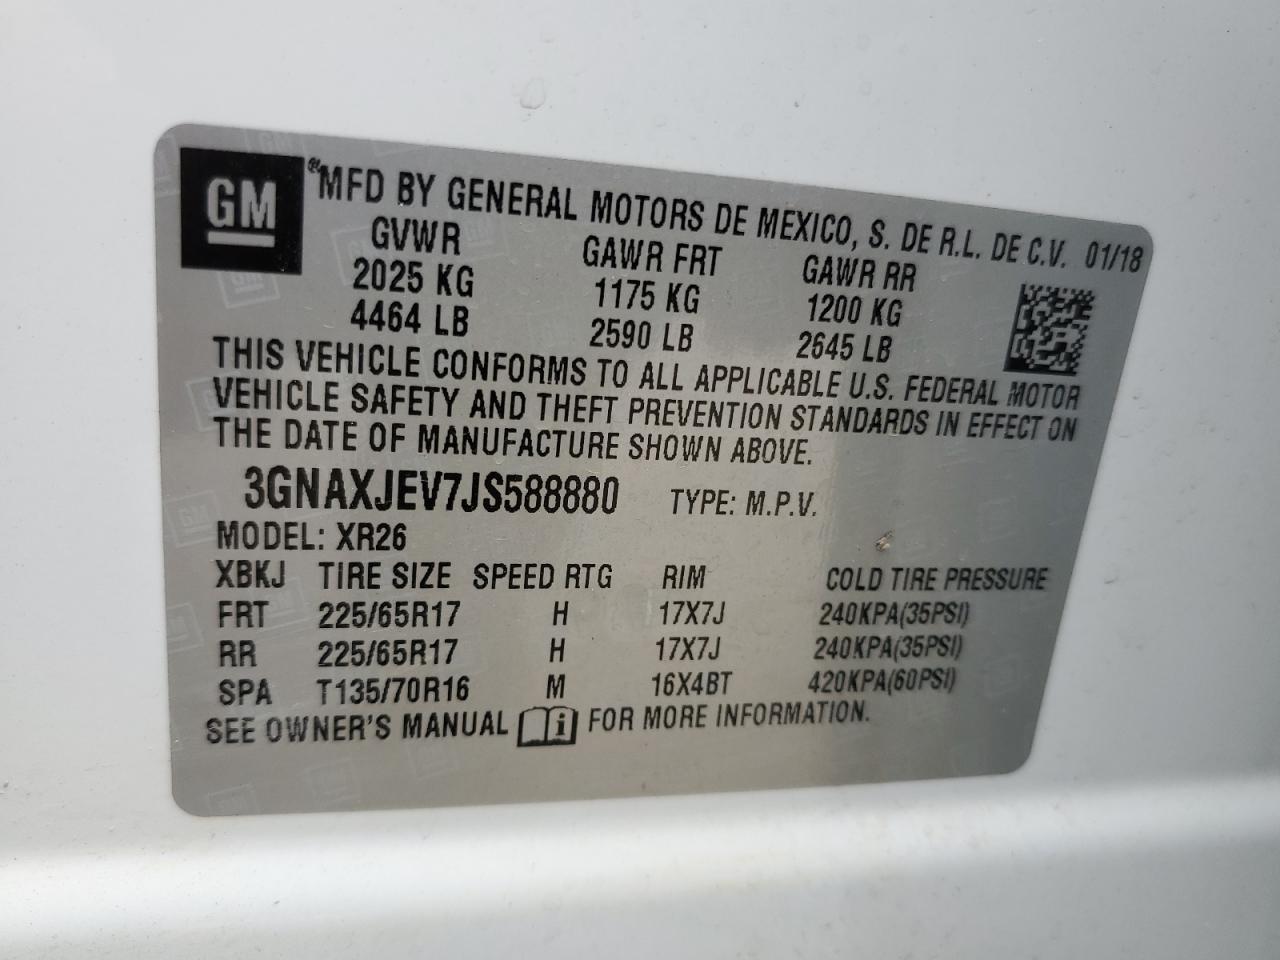 GM
®MFD BY GENERAL MOTORS DE MEXICO, S. DE R.L. DE C.V. 01/18
GVWR GAWR FRT GAWR RR
2025 KG 1175 KG 1200 KG
4464 LB 2590 LB 2645 LB
THIS VEHICLE CONFORMS TO ALL APPLICABLE U.S. FEDERAL MOTOR
VEHICLE SAFETY AND THEFT PREVENTION STANDARDS IN EFFECT ON
THE DATE OF MANUFACTURE SHOWN ABOVE.
3GNAXJEV7JS588880 TYPE: M.P.V.
MODEL: XR26
XBKJ TIRE SIZE SPEED RTG RIM COLD TIRE PRESSURE
FRT 225/65R17 H 17X7J 240KPA(35PSI)
RR 225/65R17 H 17X7J 240KPA(35PSI)
SPA T135/70R16 M 16X4BT 420KPA(60PSI)
SEE OWNER'S MANUAL i FOR MORE INFORMATION.